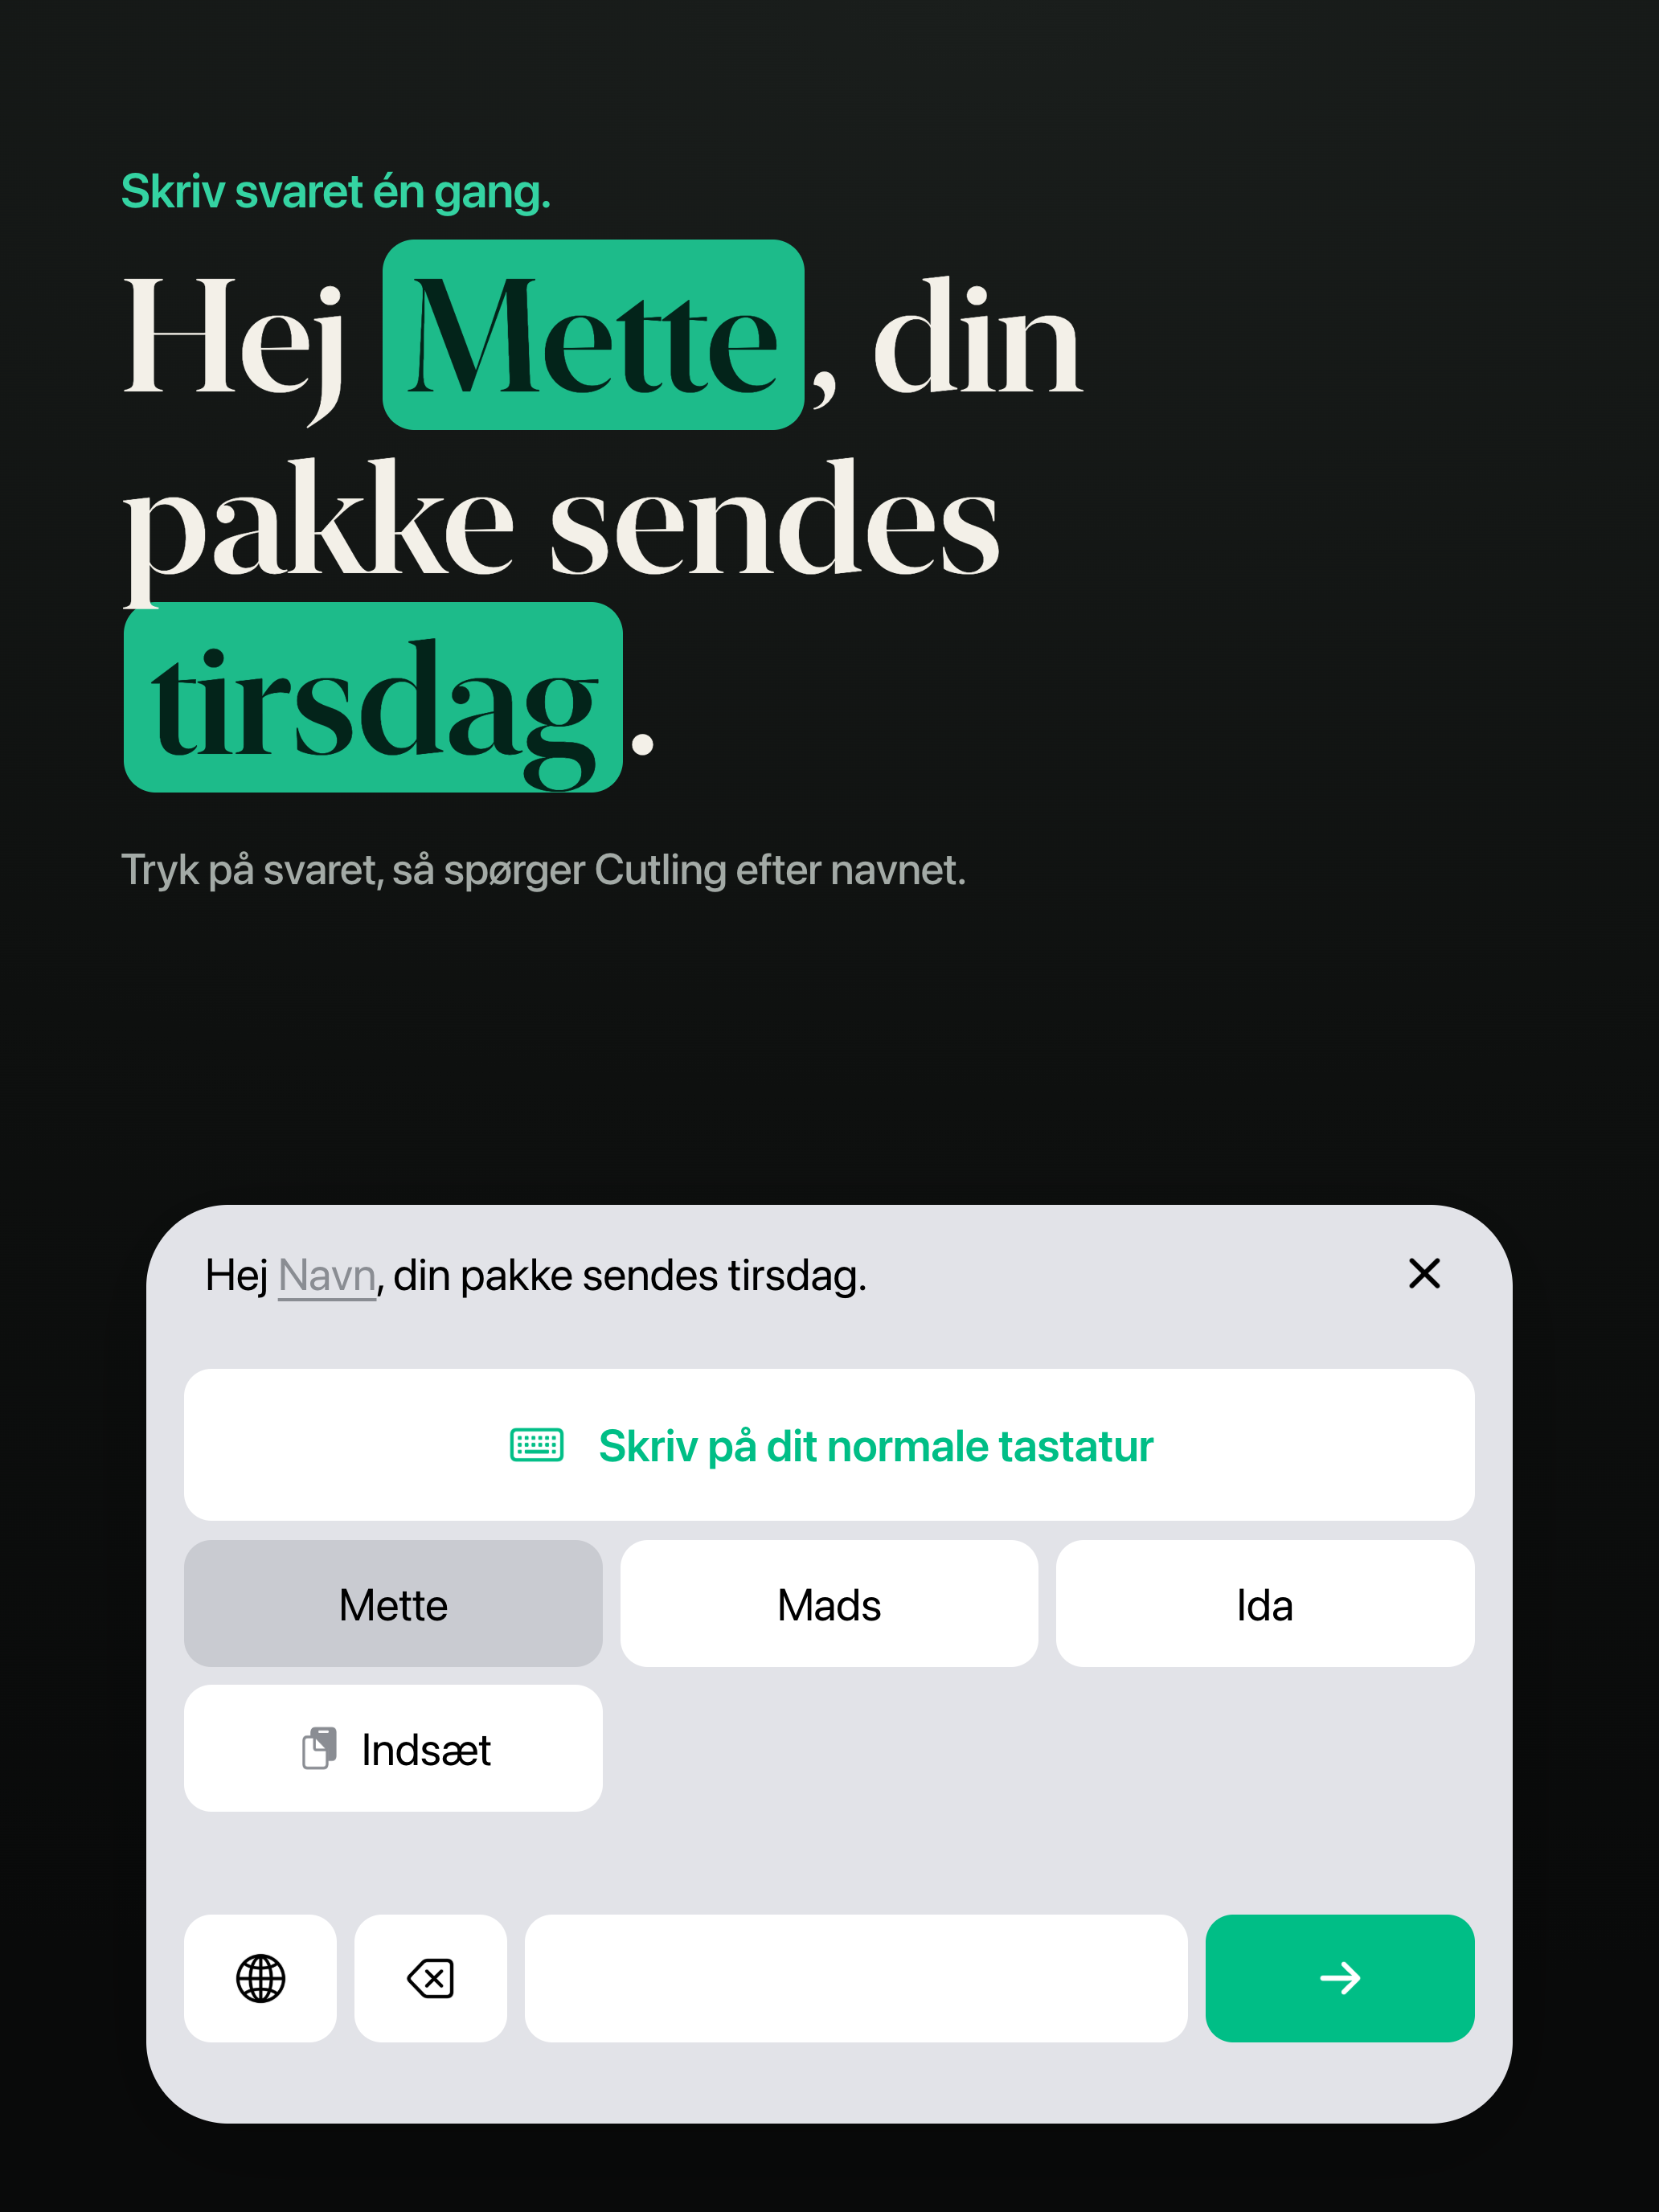 Skriv svaret én gang.
Hej Mette, din
pakke sendes
tirsdag.
Tryk på svaret, så spørger Cutling efter navnet.
Hej Navn, din pakke sendes tirsdag.
Skriv på dit normale tastatur
Mette
Mads
Ida
Indsæt